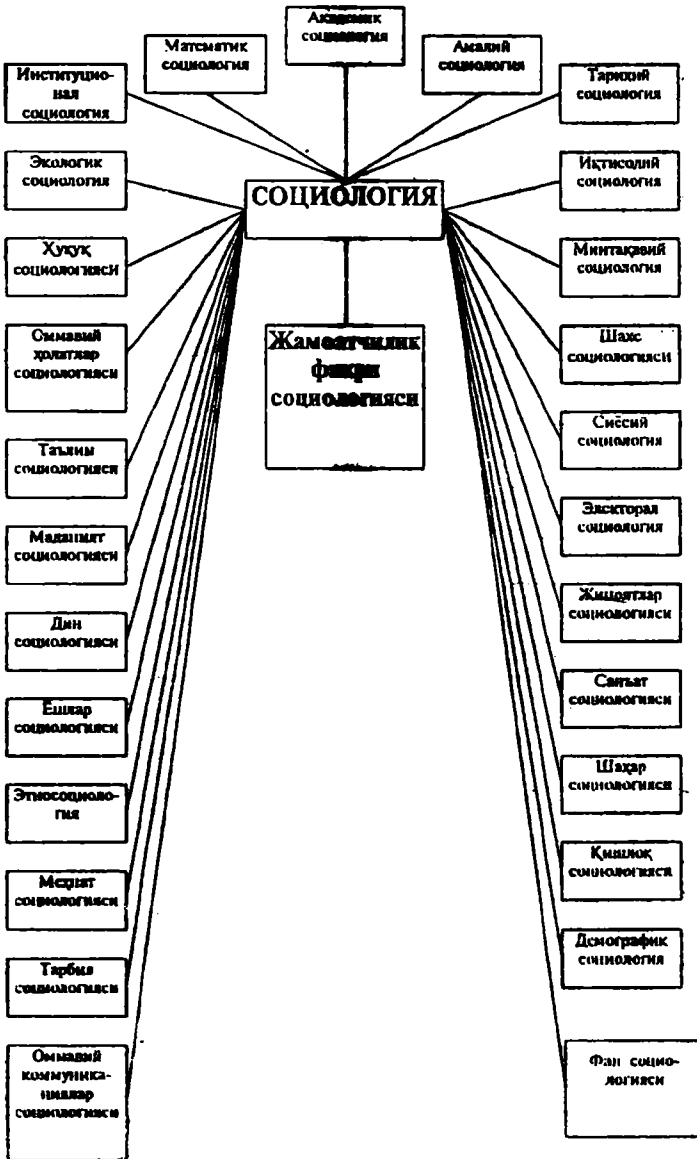 Академик
социология
Математик
социология
Амалий
социология
Институцио-
нал
социология
Тарихий
социология
Экологик
социология
Иқтисодий
социология
СОЦИОЛОГИЯ
Ҳуқуқ
социологияси
Минтақавий
социология
Оммавий
ҳолатлар
социологияси
Жамоатчилик
фикри
социологияси
Шахс
социологияси
Таълим
социологияси
Сиёсий
социология
Маданият
социологияси
Электорал
социология
Дин
социологияси
Жиноятлар
социологияси
Ёшлар
социологияси
Санъат
социологияси
Этносоциоло-
гия
Шаҳар
социологияси
Меҳнат
социологияси
Қишлоқ
социологияси
Тарбия
социологияси
Демографик
социология
Оммавий
коммуника-
циялар
социологияси
Фан социо-
логияси